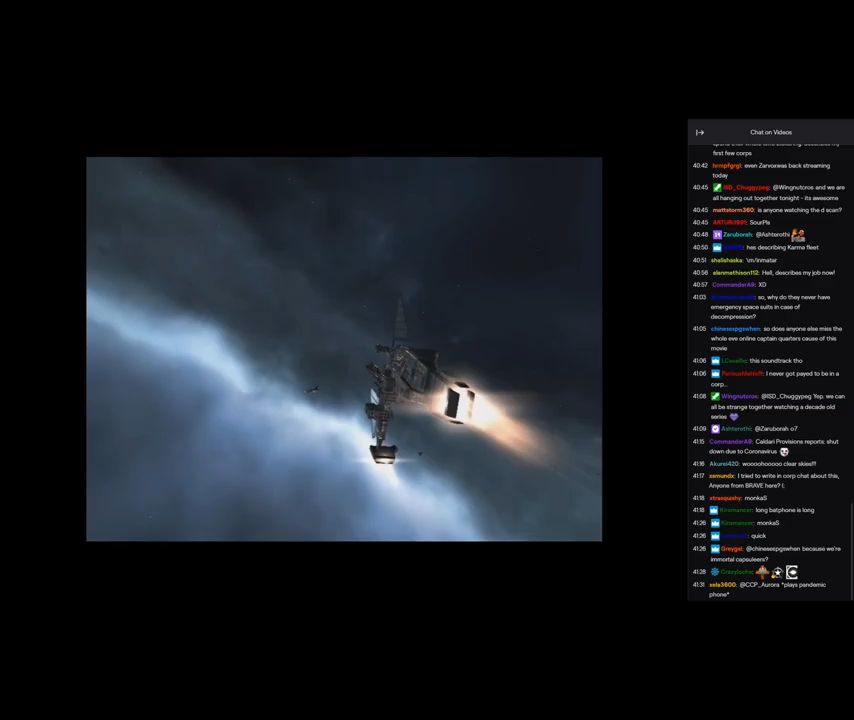 Chat on Videos
first few corps
40:42 hrmpfgrgl: even Zarvoxwas back streaming
today
40:45 ISD_Chuggypeg: @Wingnutcros and we are
all hanging out together tonight - its awesome
40:45 mattstorm360: is anyone watching the d scan?
40:45 SourPls
40:48 Zaruborah: @Ashterothi
40:50 hes describing Karma fleet
40:51 shalishaska: \m/inmatar
40:56 alanmathison112: Hell, describes my job now!
40:57 CommanderA9: XD
41:03 so, why do they never have
emergency space suits in case of
decompression?
41:05 chinesespgswhen: so does anyone else miss the
whole eve online captain quarters cause of this
movie
41:06 this soundtrack tho
41:06 I never got payed to be in a
corp...
41:08 Wingnutcros: @ISD_Chuggypeg Yep. we can
all be strange together watching a decade old
series
41:09 Ashterothi: @Zaruborah o7
41:15 CommanderA9: Caldari Provisions reports: shut
down due to Coronavirus
41:16 Akurei420: woooohooooo clear skies!!!
41:17 xsmundx: I tried to write in corp chat about this,
Anyone from BRAVE here? (:
41:18 xtrasquishy: monkaS
41:18 Kiromancer: long batphone is long
41:26 Kiromancer: monkaS
41:26 quick
41:26 Greygal: @chinesespgswhen because we're
immortal capsuleers?
41:28
41:31 xela3600: @CCP_Aurora *plays pandemic
phone*